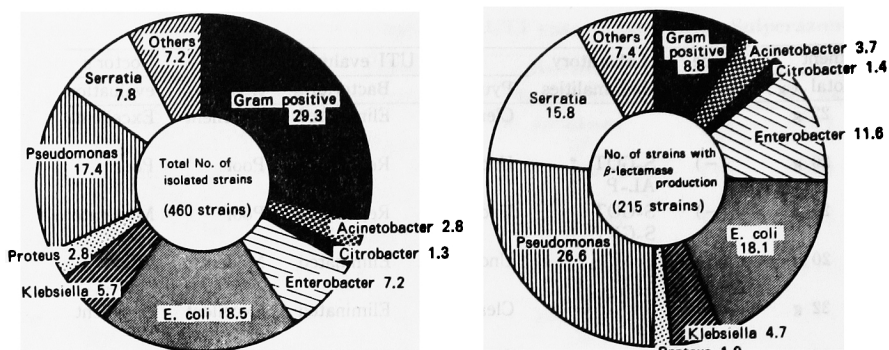 Others
7.2
Gram positive
29.3
Serratia
7.8
Pseudomonas
17.4
Total No. of
isolated strains
(460 strains)
Acinetobacter 2.8
Citrobacter 1.3
Enterobacter 7.2
Proteus 2.8
Klebsiella 5.7
E. coli 18.5
Others
7.4
Gram
positive
8.8
Acinetobacter 3.7
Citrobacter 1.4
Serratia
15.8
Enterobacter 11.6
No. of strains with
β-lactamase
production
(215 strains)
E. coli
18.1
Pseudomonas
26.6
Klebsiella 4.7